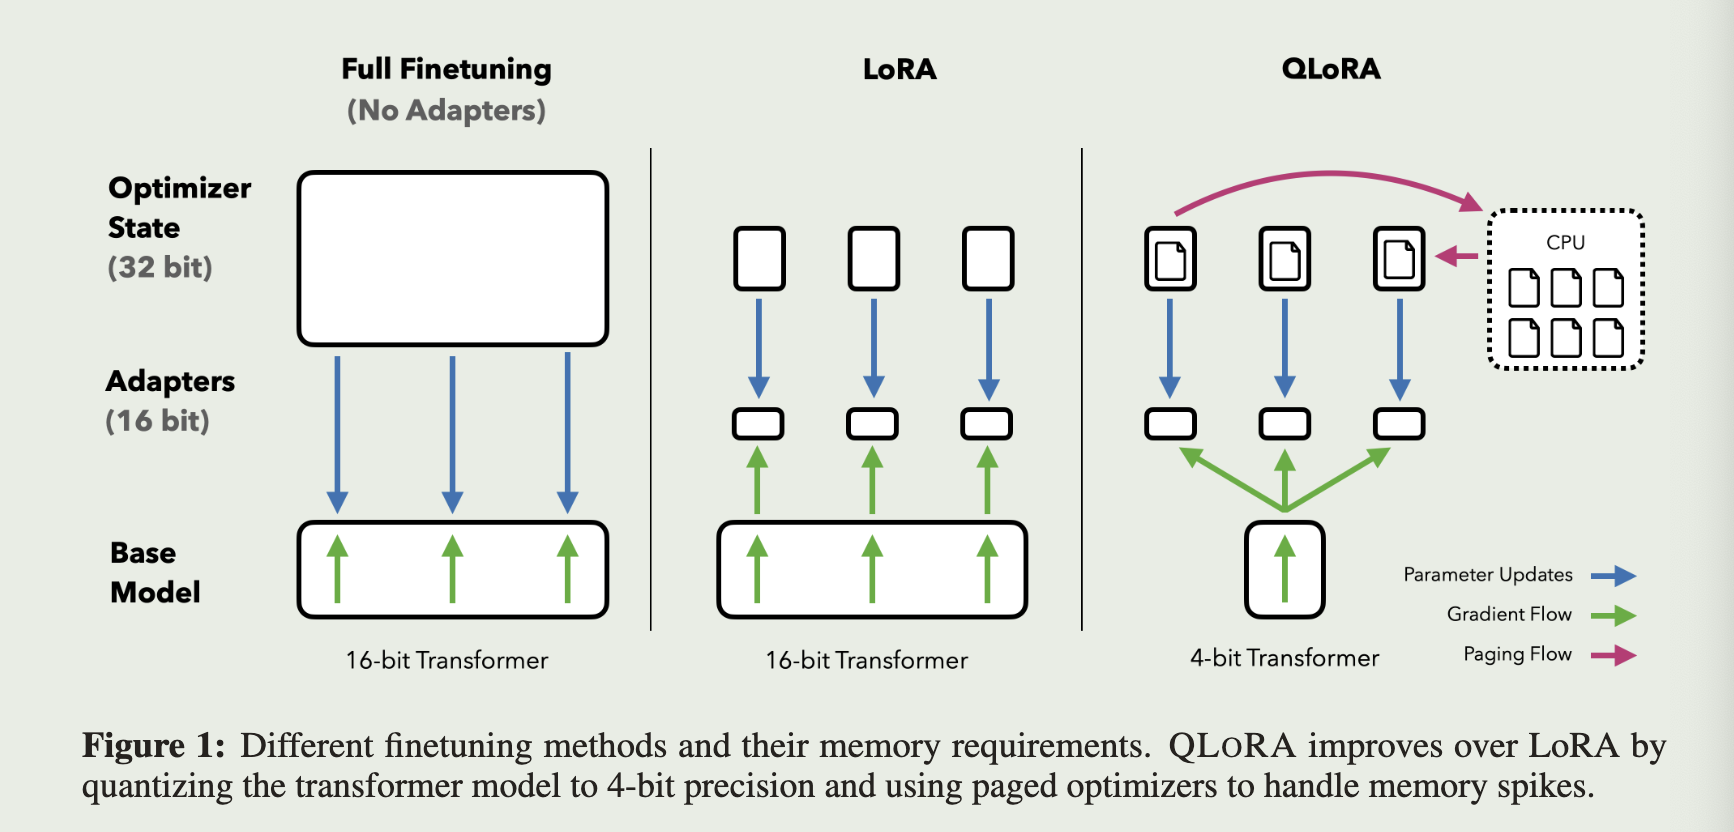 Full Finetuning
(No Adapters)
LoRA
QLoRA
Optimizer
State
(32 bit)
CPU
Adapters
(16 bit)
Base
Model
Parameter Updates
Gradient Flow
Paging Flow
16-bit Transformer
16-bit Transformer
4-bit Transformer
Figure 1: Different finetuning methods and their memory requirements. QLORA improves over LoRA by
quantizing the transformer model to 4-bit precision and using paged optimizers to handle memory spikes.